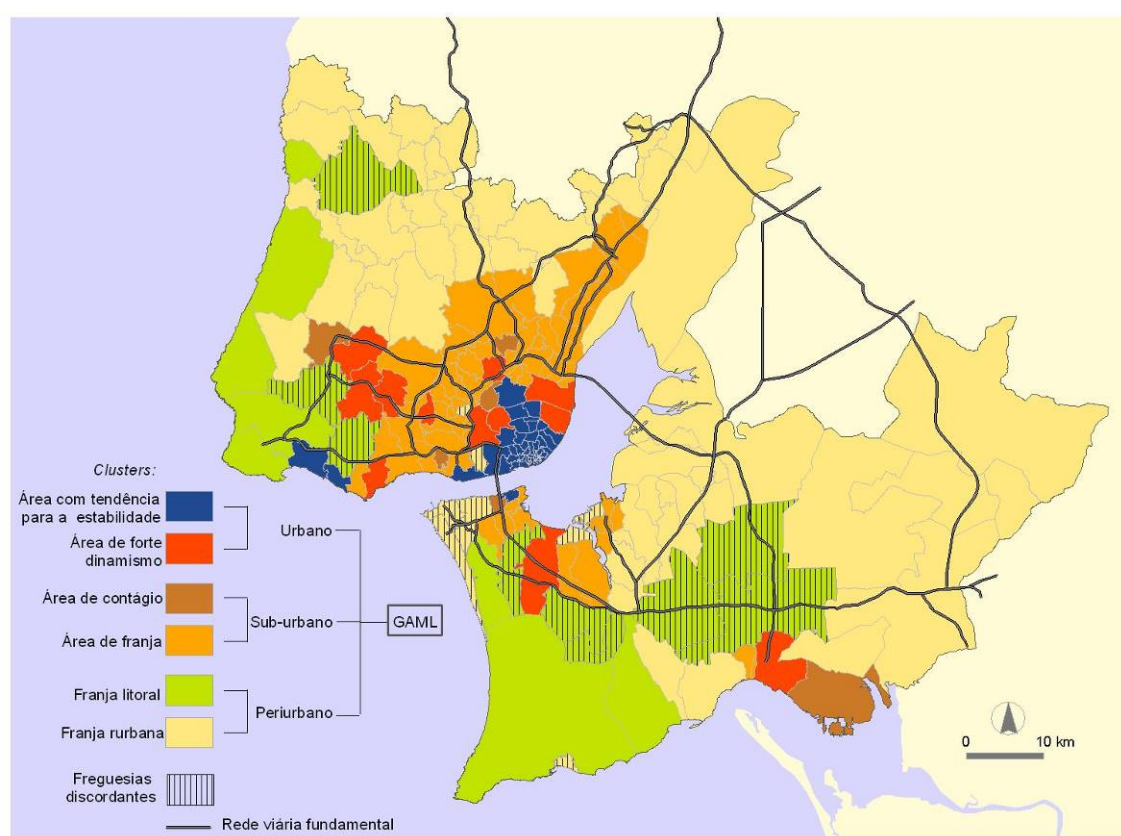 Clusters:
Área com tendência
para a estabilidade
Área de forte
dinamismo
Urbano
Área de contágio
Área de franja
Sub-urbano
GAML
Franja litoral
Franja rurbana
Periurbano
Freguesias
discordantes
Rede viária fundamental
0 10 km